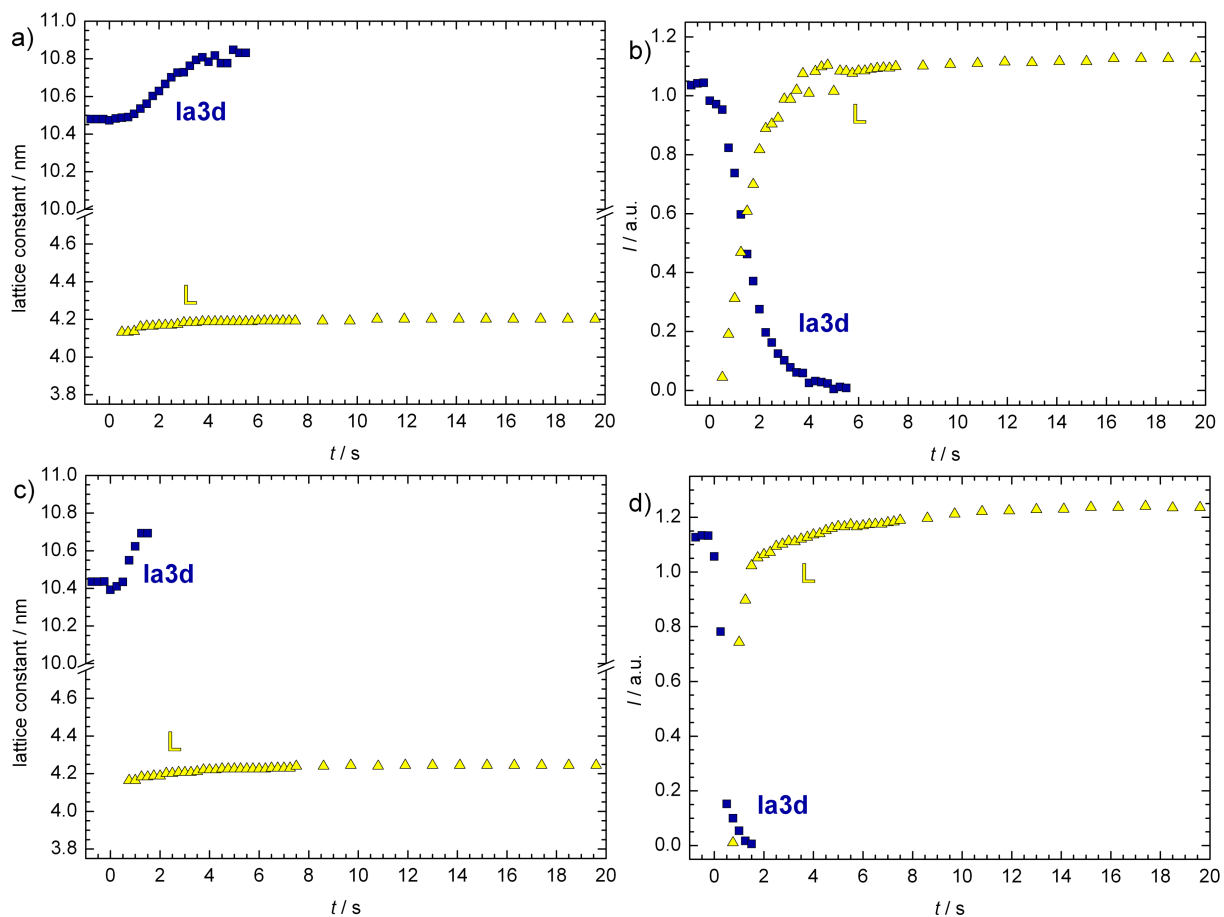 a)
11.0
10.8
10.6
10.4
10.2
10.0
4.6
4.4
4.2
4.0
3.8
lattice constant / nm
Ia3d
L
0 2 4 6 8 10 12 14 16 18 20
t / s
b)
1.2
1.0
0.8
0.6
0.4
0.2
0.0
I / a.u.
L
Ia3d
0 2 4 6 8 10 12 14 16 18 20
t / s
c)
11.0
10.8
10.6
10.4
10.2
10.0
4.6
4.4
4.2
4.0
3.8
lattice constant / nm
Ia3d
L
0 2 4 6 8 10 12 14 16 18 20
t / s
d)
1.2
1.0
0.8
0.6
0.4
0.2
0.0
I / a.u.
L
Ia3d
0 2 4 6 8 10 12 14 16 18 20
t / s